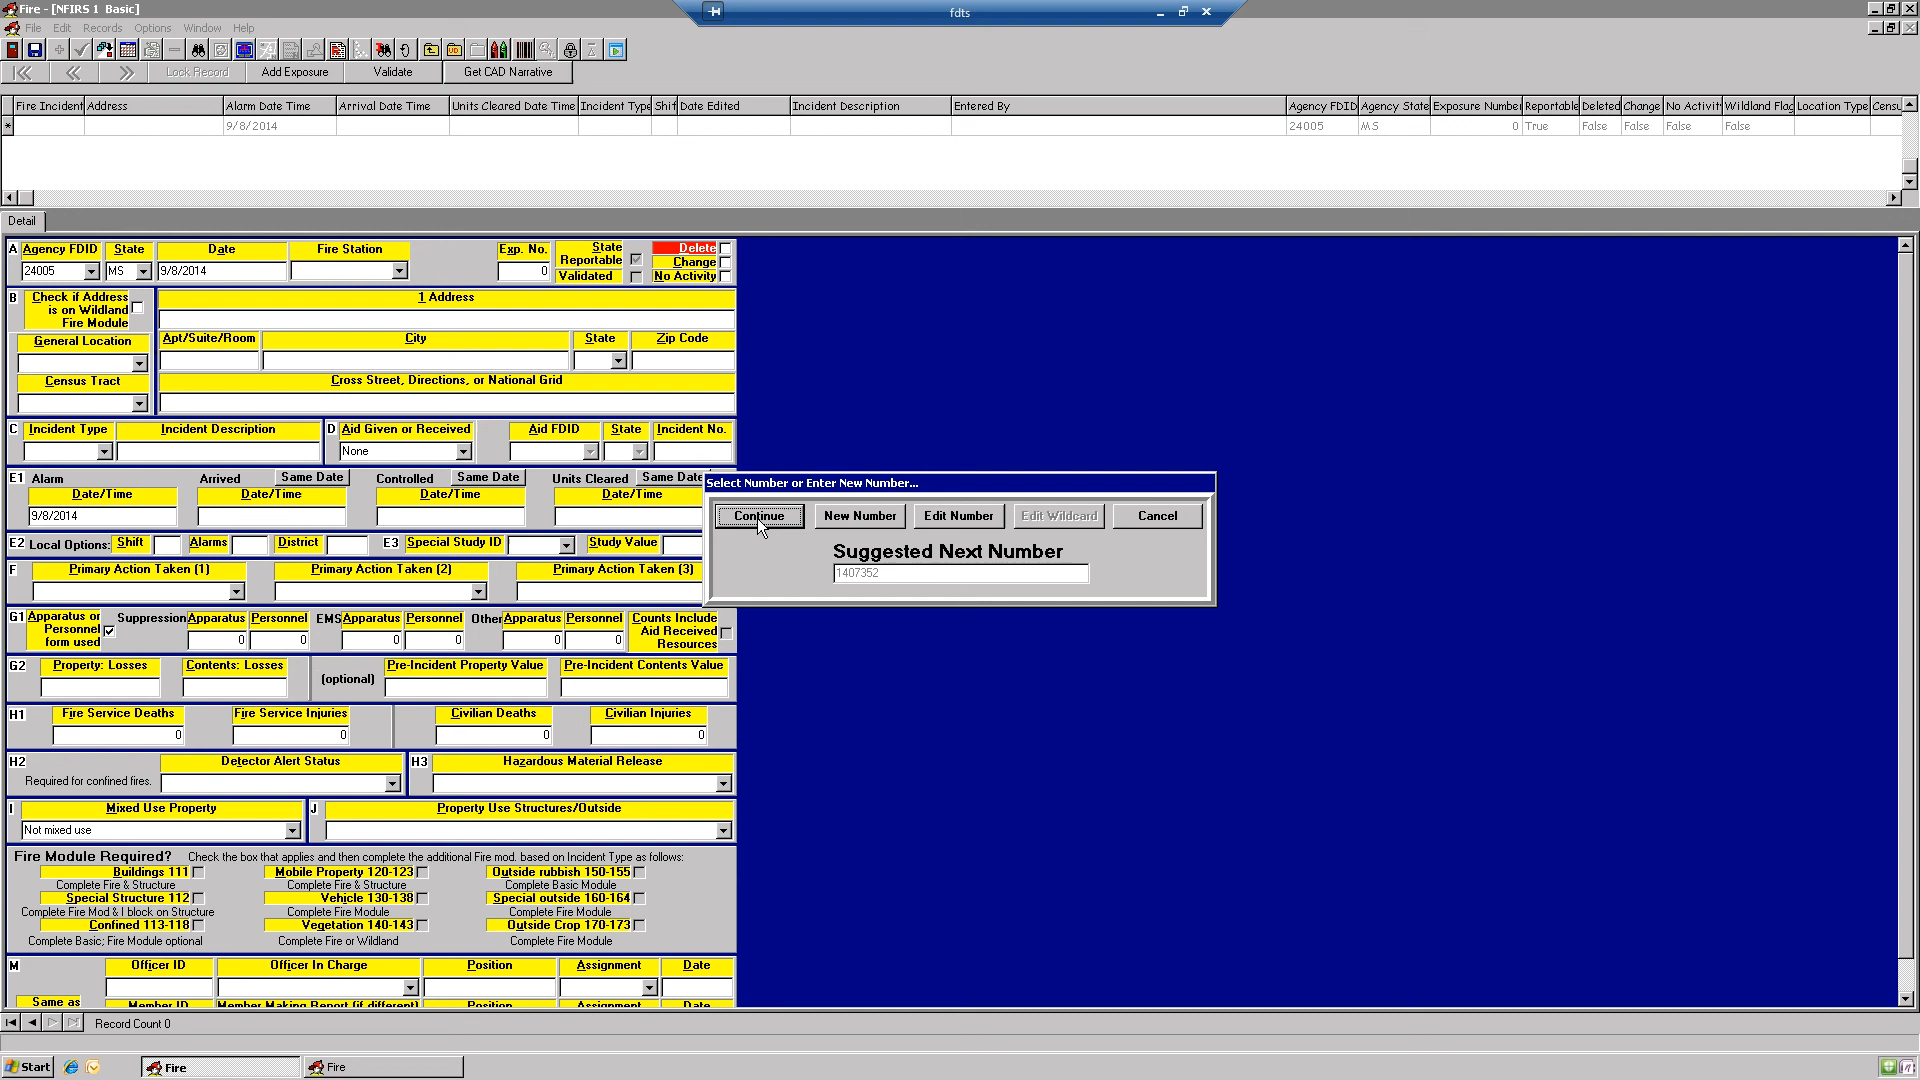 Fire - [NFIRS 1 Basic]
fdts
File Edit Records Options Window Help
Lock Record Add Exposure Validate Get CAD Narrative
Fire Incident Address Alarm Date Time Arrival Date Time Units Cleared Date Time Incident Type Shif Date Edited Incident Description Entered By Agency FDID Agency State Exposure Number Reportable Deleted Change No Activit Wildland Flag Location Type Censu
* 9/8/2014 24005 MS 0 True False False False False
Detail
A Agency FDID State Date Fire Station Exp. No. State Reportable Delete
Change
24005 MS 9/8/2014 0 Validated No Activity
B Check if Address is on Wildland Fire Module 1 Address
General Location Apt/Suite/Room City State Zip Code
Census Tract Cross Street, Directions, or National Grid
C Incident Type Incident Description D Aid Given or Received Aid FDID State Incident No.
None
E1 Alarm Arrived Same Date Controlled Same Date Units Cleared Same Date
Date/Time Date/Time Date/Time Date/Time
9/8/2014
Select Number or Enter New Number...
Continue New Number Edit Number Edit Wildcard Cancel
Suggested Next Number
1407352
E2 Local Options: Shift Alarms District E3 Special Study ID Study Value
F Primary Action Taken (1) Primary Action Taken (2) Primary Action Taken (3)
G1 Apparatus or Personnel form used Suppression Apparatus Personnel EMS Apparatus Personnel Other Apparatus Personnel Counts Include Aid Received Resources
0 0 0 0 0 0
G2 Property: Losses Contents: Losses (optional) Pre-Incident Property Value Pre-Incident Contents Value
H1 Fire Service Deaths Fire Service Injuries Civilian Deaths Civilian Injuries
0 0 0 0
H2 Detector Alert Status H3 Hazardous Material Release
Required for confined fires.
I Mixed Use Property J Property Use Structures/Outside
Not mixed use
Fire Module Required? Check the box that applies and then complete the additional Fire mod. based on Incident Type as follows:
Buildings 111 Mobile Property 120-123 Outside rubbish 150-155
Complete Fire & Structure Complete Fire & Structure Complete Basic Module
Special Structure 112 Vehicle 130-138 Special outside 160-164
Complete Fire Mod & I block on Structure Complete Fire Module Complete Fire Module
Confined 113-118 Vegetation 140-143 Outside Crop 170-173
Complete Basic; Fire Module optional Complete Fire or Wildland Complete Fire Module
M Officer ID Officer In Charge Position Assignment Date
Same as Member ID Member Making Report (if different) Position Assignment Date
Record Count 0
Start Fire Fire